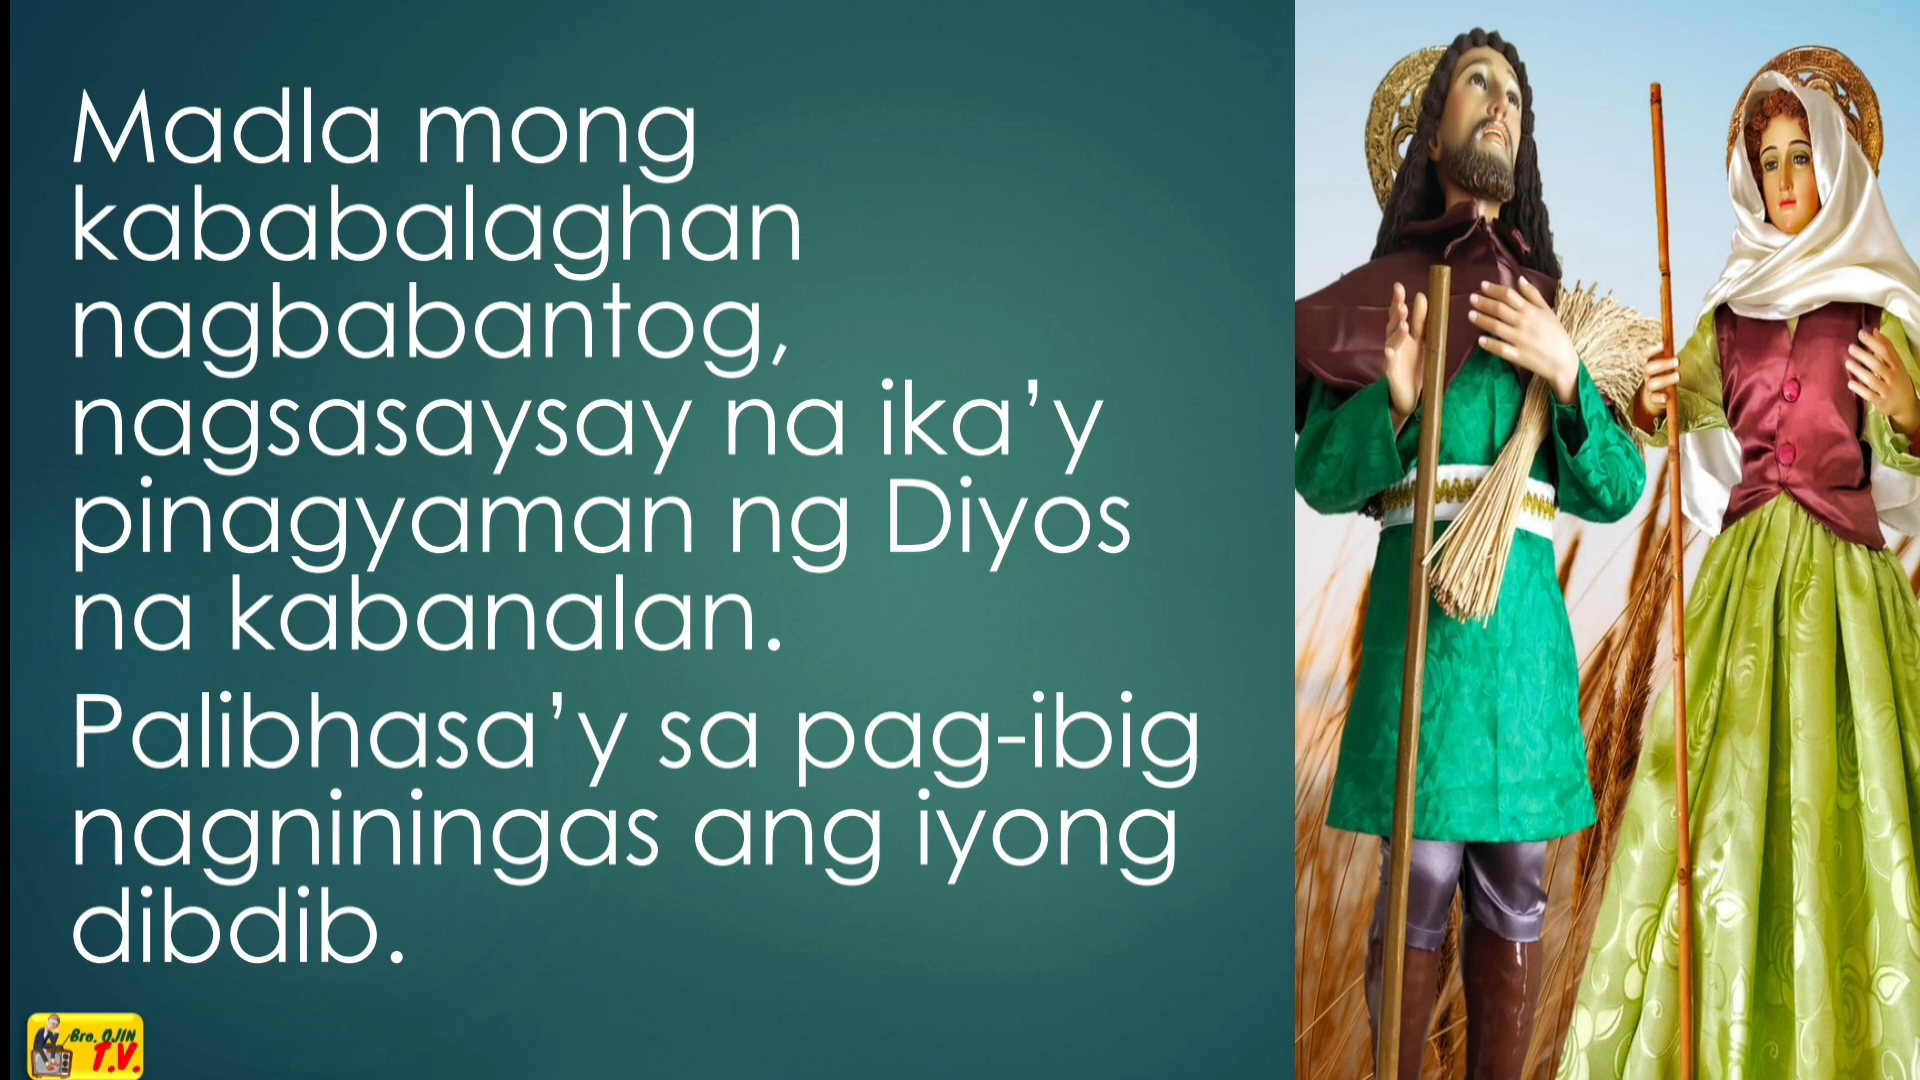 Madla mong
kababalaghan
nagbabantog,
nagsasaysay na ika’y
pinagyaman ng Diyos
na kabanalan.
Palibhasa’y sa pag-ibig
nagniningas ang iyong
dibdib.
Bro. OJIN
T.V.